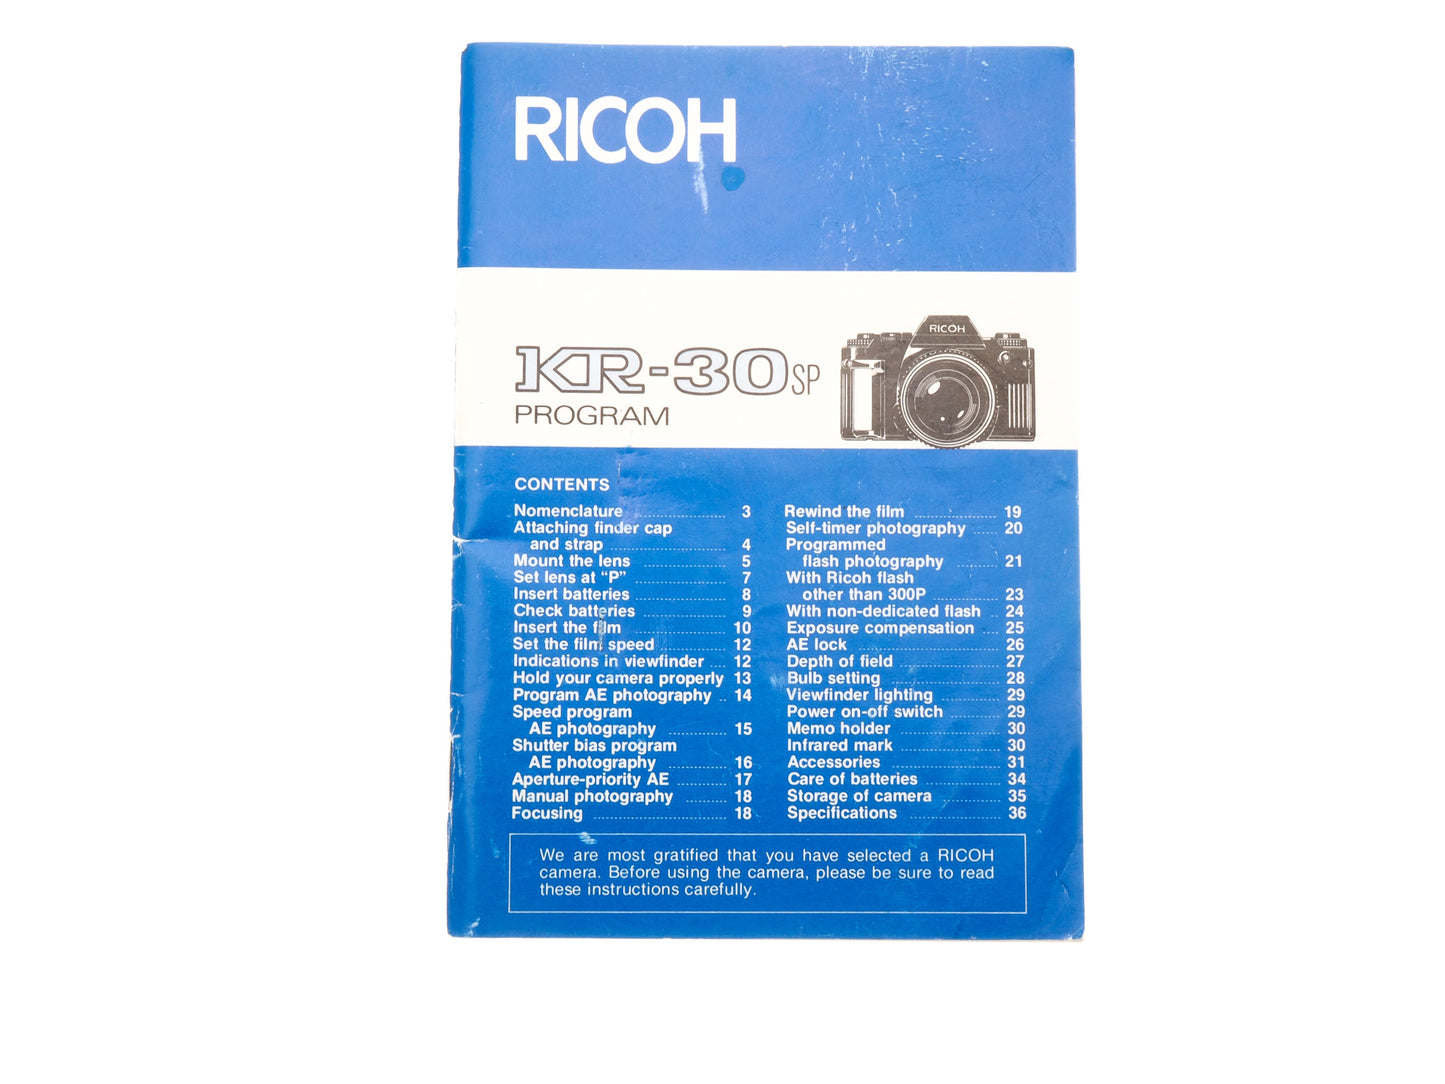 RICOH
KR-30SP
PROGRAM
RICOH
CONTENTS
Nomenclature 3
Attaching finder cap
and strap 4
Mount the lens 5
Set lens at “P” 7
Insert batteries 8
Check batteries 9
Insert the film 10
Set the film speed 12
Indications in viewfinder 12
Hold your camera properly 13
Program AE photography 14
Speed program
AE photography 15
Shutter bias program
AE photography 16
Aperture-priority AE 17
Manual photography 18
Focusing 18
Rewind the film 19
Self-timer photography 20
Programmed
flash photography 21
With Ricoh flash
other than 300P 23
With non-dedicated flash 24
Exposure compensation 25
AE lock 26
Depth of field 27
Bulb setting 28
Viewfinder lighting 29
Power on-off switch 29
Memo holder 30
Infrared mark 30
Accessories 31
Care of batteries 34
Storage of camera 35
Specifications 36
We are most gratified that you have selected a RICOH
camera. Before using the camera, please be sure to read
these instructions carefully.